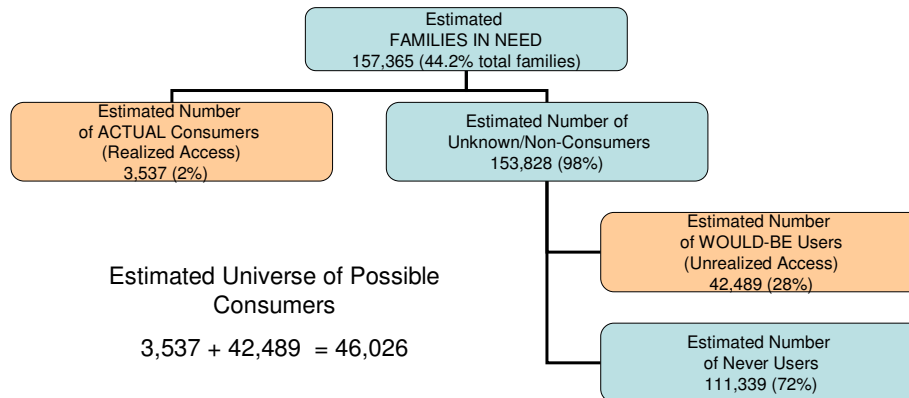 Estimated
FAMILIES IN NEED
157,365 (44.2% total families)
Estimated Number
of ACTUAL Consumers
(Realized Access)
3,537 (2%)
Estimated Number of
Unknown/Non-Consumers
153,828 (98%)
Estimated Number
of WOULD-BE Users
(Unrealized Access)
42,489 (28%)
Estimated Universe of Possible
Consumers
3,537 + 42,489 = 46,026
Estimated Number
of Never Users
111,339 (72%)